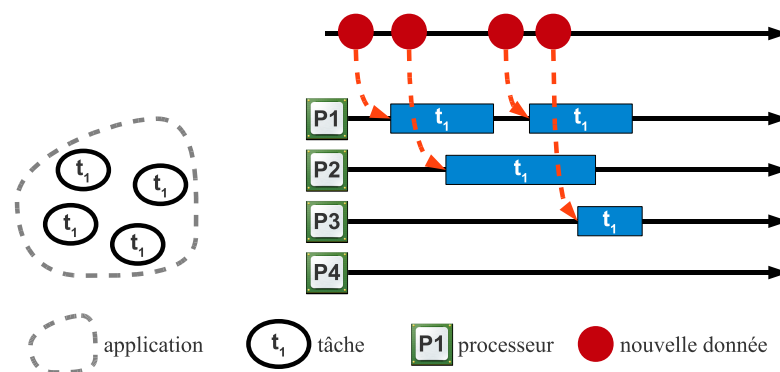 P1 t1 t1
t1
t1
P2 t1
t1
t1
P3 t1
P4
application
t1 tâche
P1 processeur
nouvelle donnée